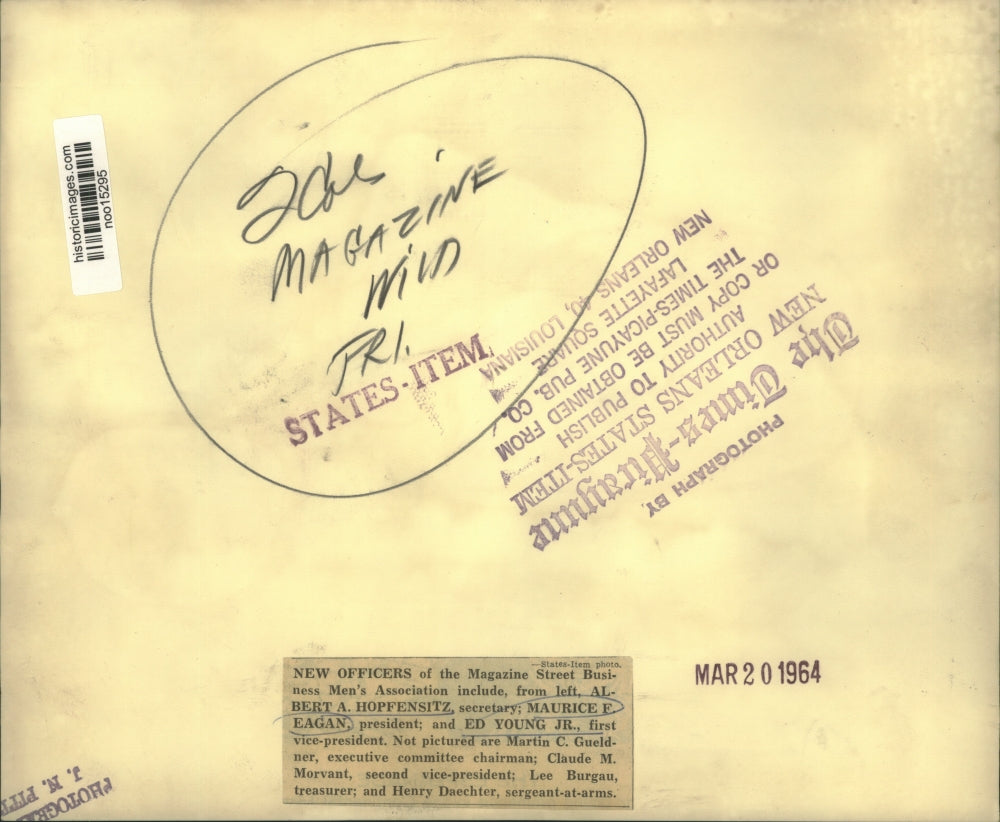 historicimages.com
noo15295
2 Col
MAGAZINE
WILD
FRI.
STATES-ITEM
PHOTOGRAPH BY
The Times-Picayune
NEW ORLEANS STATES-ITEM
AUTHORITY TO PUBLISH
OR COPY MUST BE OBTAINED FROM
THE TIMES-PICAYUNE PUB. CO.
LAFAYETTE SQUARE
NEW ORLEANS 40, LOUISIANA
MAR 20 1964
—States-Item photo.
NEW OFFICERS of the Magazine Street Busi-
ness Men's Association include, from left, AL-
BERT A. HOPFENSITZ, secretary; MAURICE F.
EAGAN, president; and ED YOUNG JR., first
vice-president. Not pictured are Martin C. Gueld-
ner, executive committee chairman; Claude M.
Morvant, second vice-president; Lee Burgau,
treasurer; and Henry Daechter, sergeant-at-arms.
J. N.